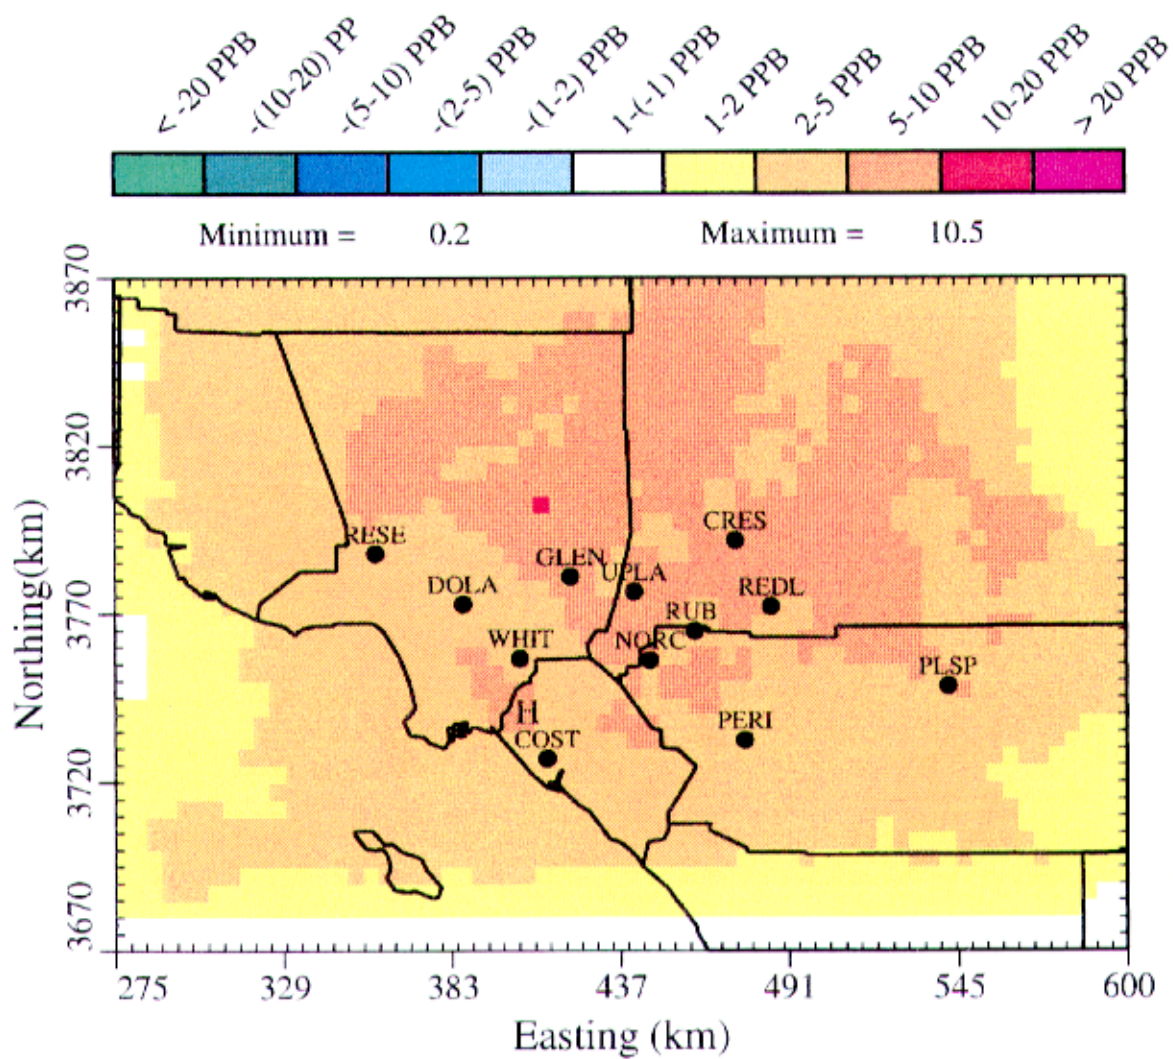 < -20 PPB -(10-20) PP -(5-10)) PPB -(2-5) PPB -(1-2) PPB 1-(-1) PPB 1-2 PPB 2-5 PPB 5-10 PPB 10-20 PPB > 20 PPB
Minimum = 0.2 Maximum = 10.5
3870
3820
CRES
RESE
GLEN
UPLA
DOLA
REDL
3770
RUB
WHIT
NORC
PLSP
H
PERI
COST
3720
3670
Northing(km)
275 329 383 437 491 545 600
Easting (km)